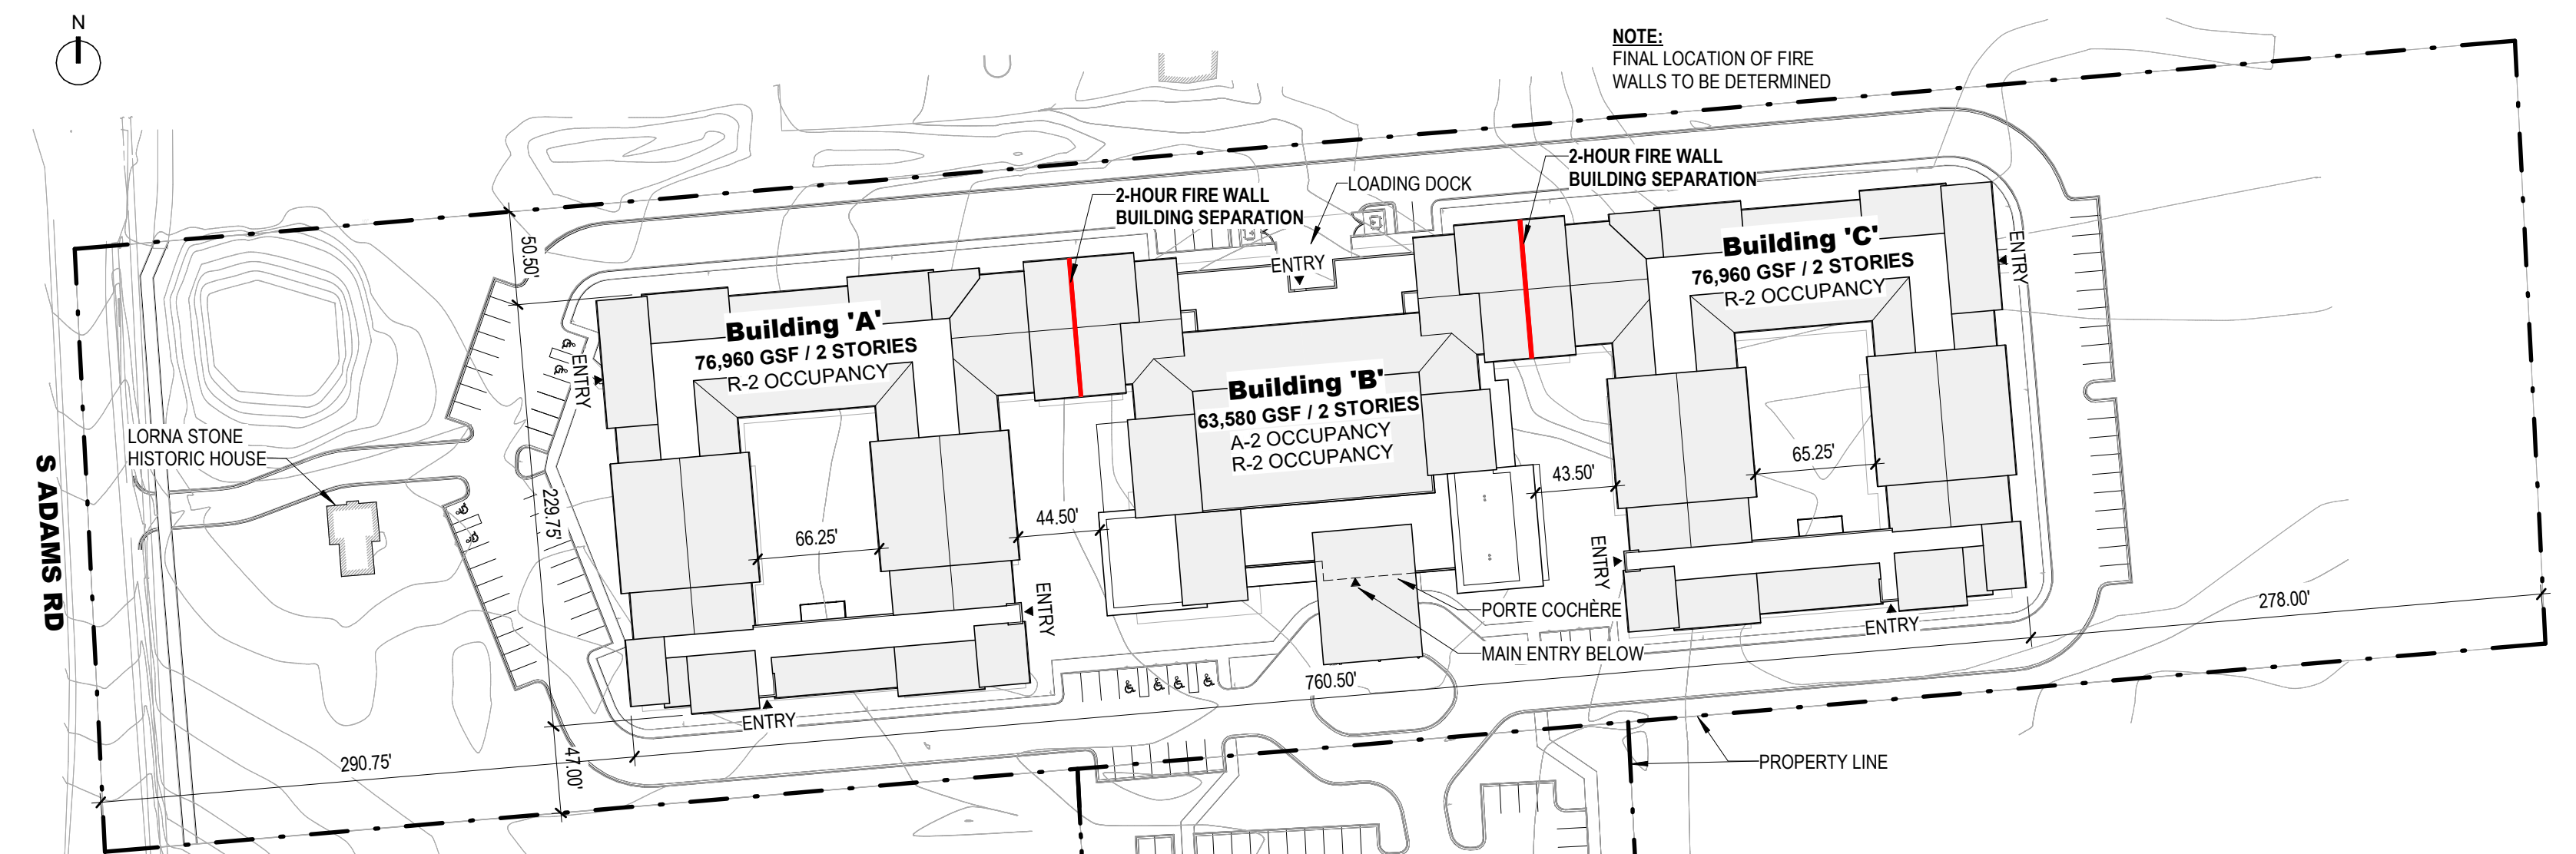 N
NOTE:
FINAL LOCATION OF FIRE
WALLS TO BE DETERMINED
2-HOUR FIRE WALL
BUILDING SEPARATION
LOADING DOCK
2-HOUR FIRE WALL
BUILDING SEPARATION
50.50'
ENTRY
Building 'C'
76,960 GSF / 2 STORIES
R-2 OCCUPANCY
ENTRY
Building 'A'
76,960 GSF / 2 STORIES
R-2 OCCUPANCY
ENTRY
Building 'B'
63,580 GSF / 2 STORIES
A-2 OCCUPANCY
R-2 OCCUPANCY
LORNA STONE
HISTORIC HOUSE
S ADAMS RD
229.75'
66.25'
44.50'
43.50'
65.25'
ENTRY
ENTRY
PORTE COCHÈRE
MAIN ENTRY BELOW
ENTRY
278.00'
760.50'
ENTRY
290.75'
47.00'
PROPERTY LINE